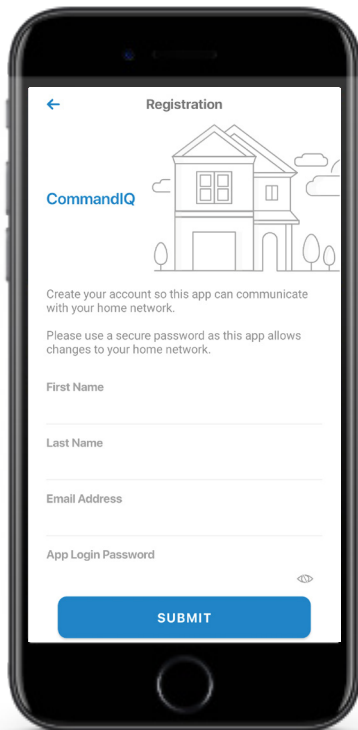 Registration
CommandIQ
Create your account so this app can communicate
with your home network.
Please use a secure password as this app allows
changes to your home network.
First Name
Last Name
Email Address
App Login Password
SUBMIT